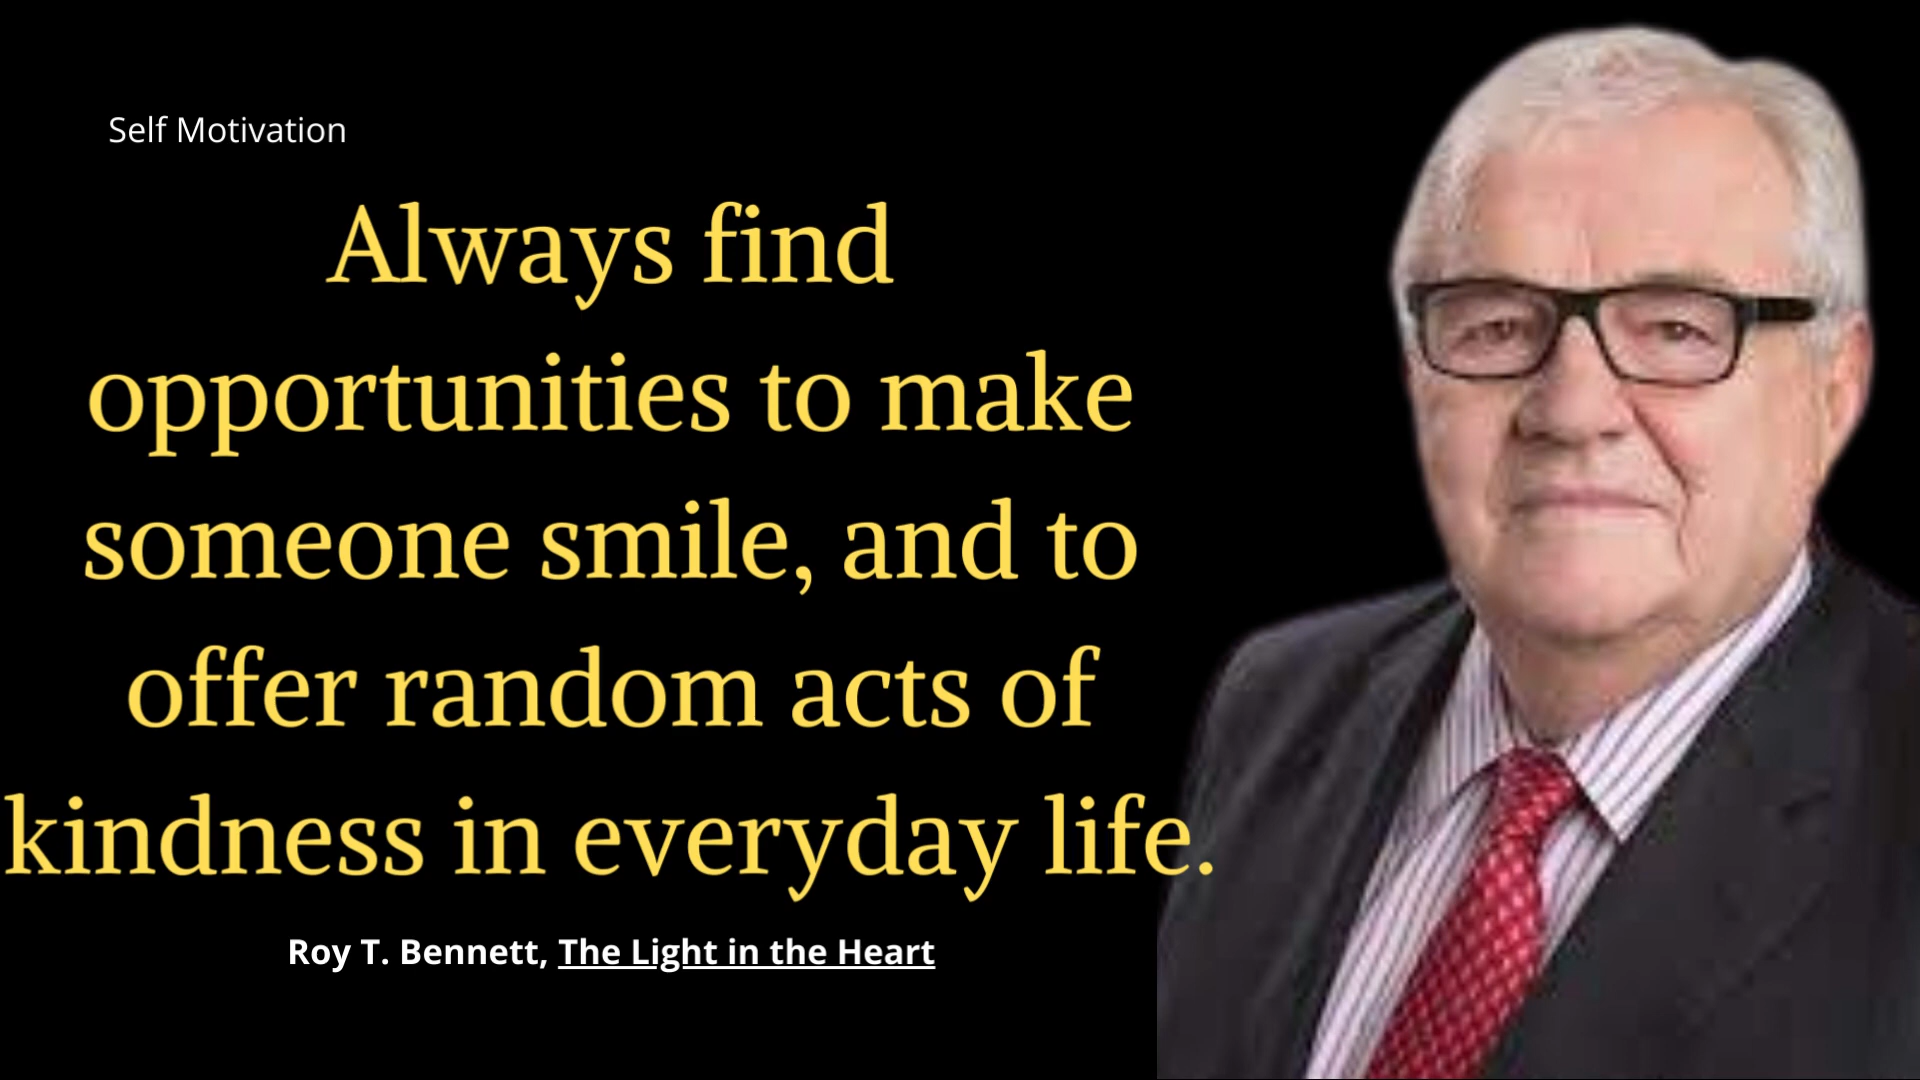 Self Motivation
Always find
opportunities to make
someone smile, and to
offer random acts of
kindness in everyday life.
Roy T. Bennett, The Light in the Heart